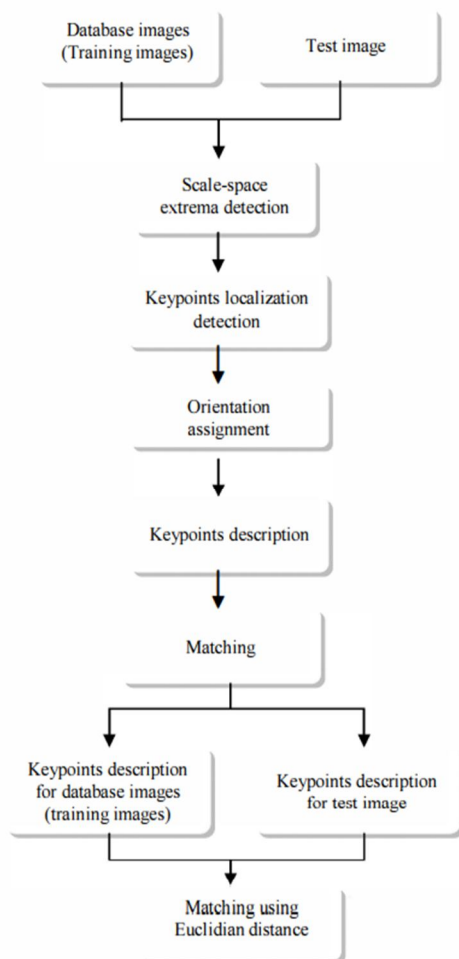 Database images
(Training images)
Test image
Scale-space
extrema detection
Keypoints localization
detection
Orientation
assignment
Keypoints description
Matching
Keypoints description
for database images
(training images)
Keypoints description
for test image
Matching using
Euclidian distance